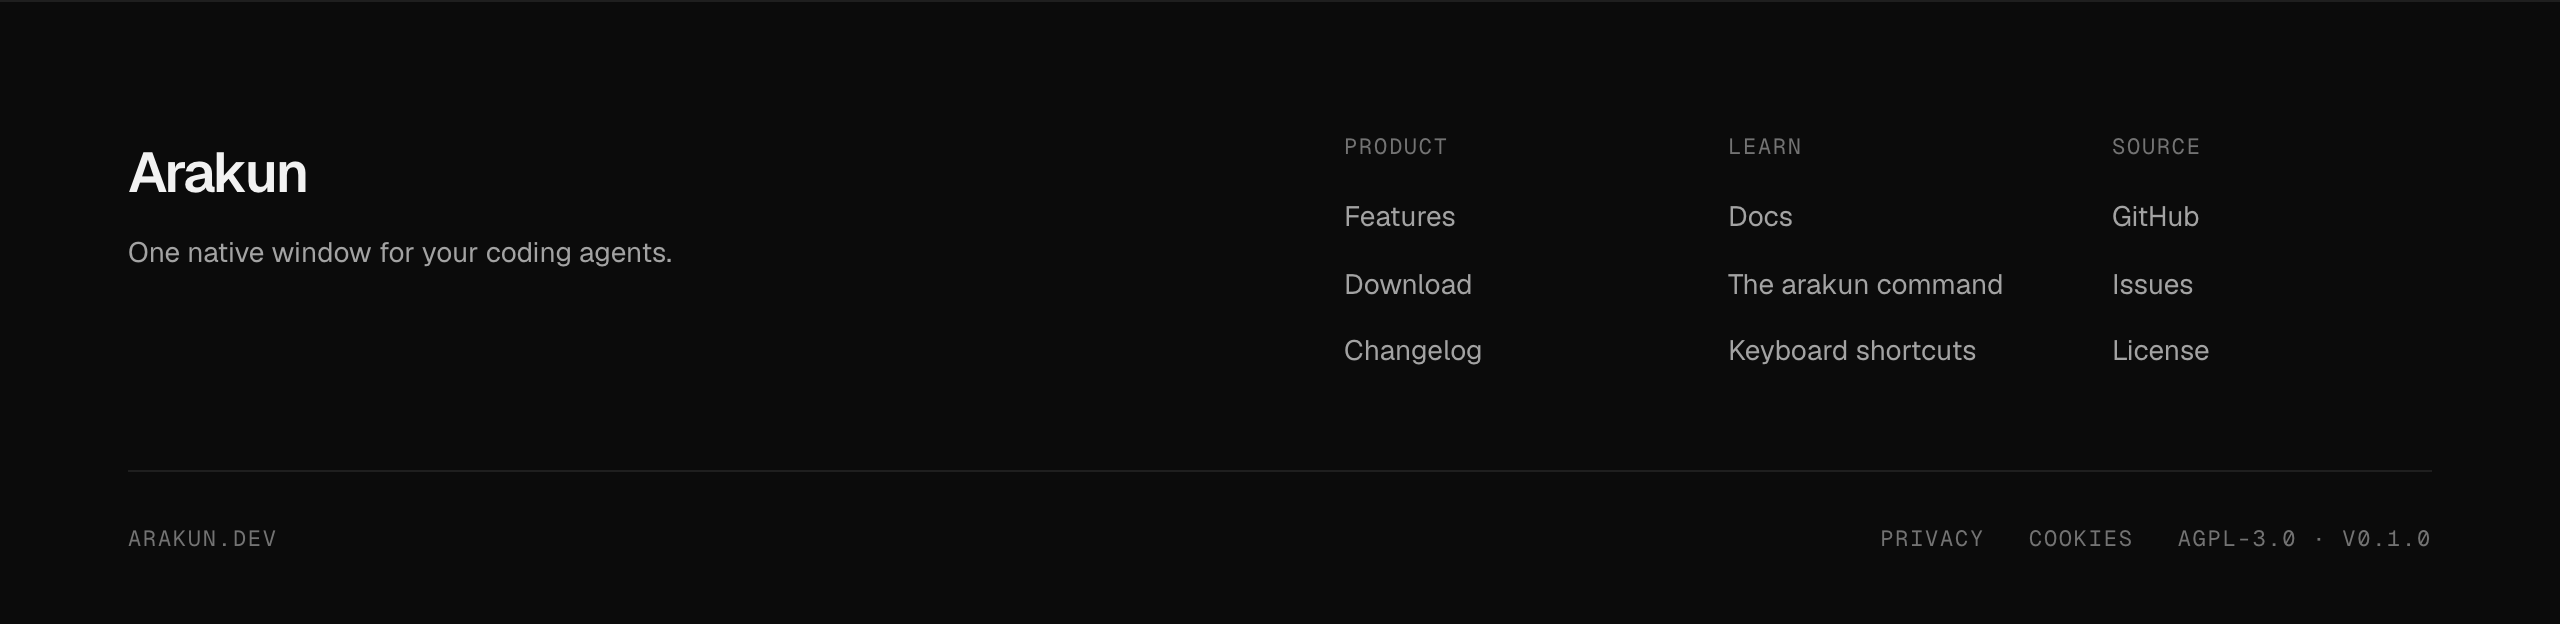 Arakun
One native window for your coding agents.
PRODUCT
Features
Download
Changelog
LEARN
Docs
The arakun command
Keyboard shortcuts
SOURCE
GitHub
Issues
License
ARAKUN.DEV
PRIVACY COOKIES AGPL-3.0 · V0.1.0